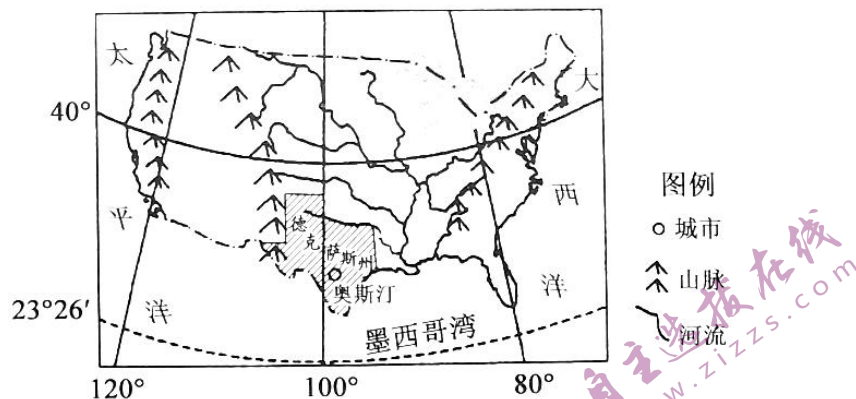 太
大
40°
平
西
洋
洋
德克萨斯州
奥斯汀
墨西哥湾
23°26′
120°
100°
80°
图例
城市
山脉
河流
自主选拔在线
w.zizzs.com